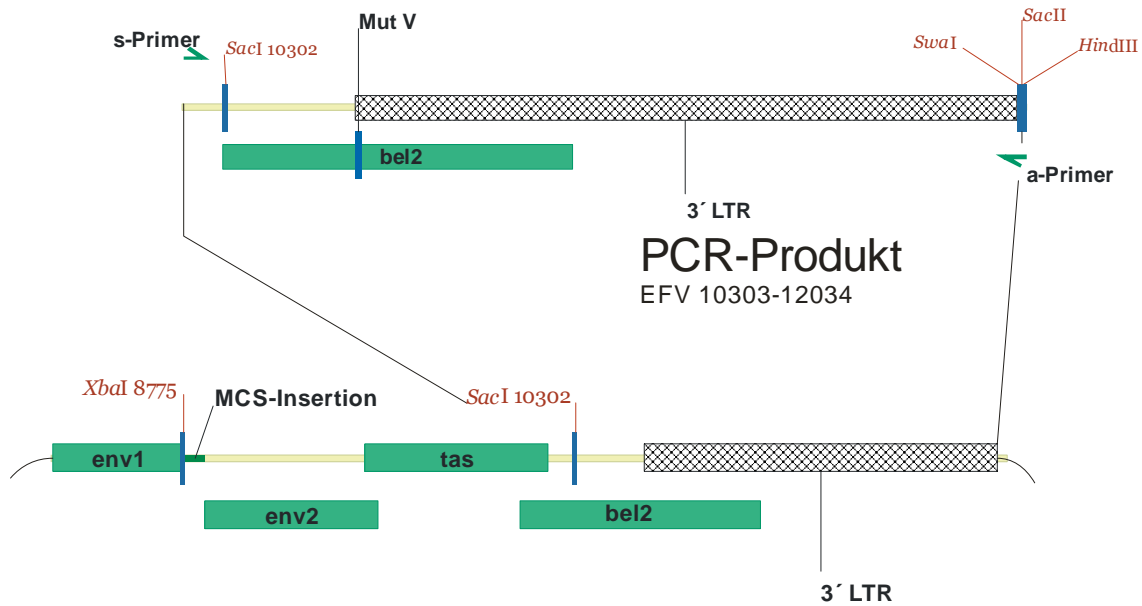 s-Primer
SacI 10302
Mut V
SwaI
SacII
HindIII
bel2
a-Primer
3´ LTR
PCR-Produkt
EFV 10303-12034
XbaI 8775
MCS-Insertion
SacI 10302
env1
tas
env2
bel2
3´ LTR